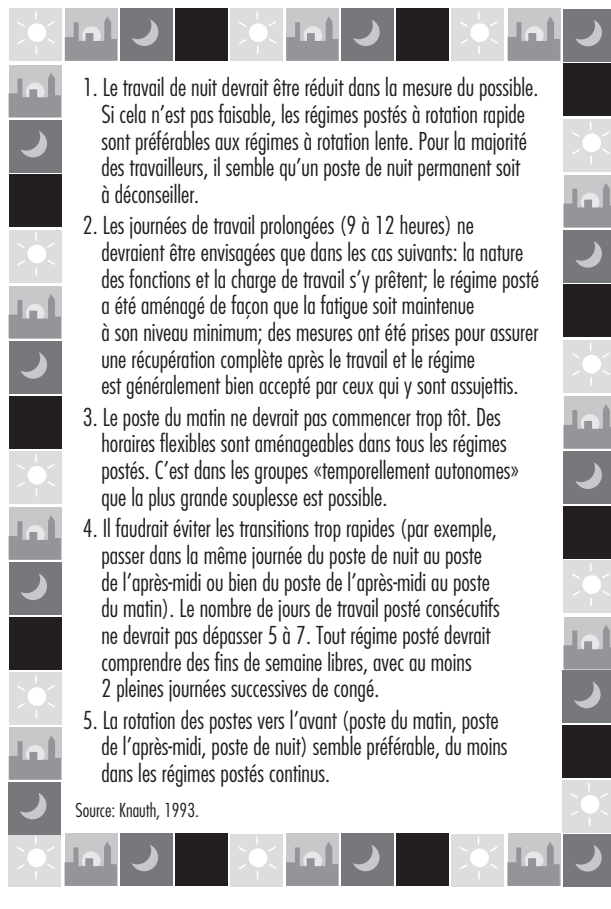 1. Le travail de nuit devrait être réduit dans la mesure du possible.
Si cela n'est pas faisable, les régimes postés à rotation rapide
sont préférables aux régimes à rotation lente. Pour la majorité
des travailleurs, il semble qu'un poste de nuit permanent soit
à déconseiller.
2. Les journées de travail prolongées (9 à 12 heures) ne
devraient être envisagées que dans les cas suivants: la nature
des fonctions et la charge de travail s'y prêtent; le régime posté
a été aménagé de façon que la fatigue soit maintenue
à son niveau minimum; des mesures ont été prises pour assurer
une récupération complète après le travail et le régime
est généralement bien accepté par ceux qui y sont assujettis.
3. Le poste du matin ne devrait pas commencer trop tôt. Des
horaires flexibles sont aménageables dans tous les régimes
postés. C'est dans les groupes «temporellement autonomes»
que la plus grande souplesse est possible.
4. Il faudrait éviter les transitions trop rapides (par exemple,
passer dans la même journée du poste de nuit au poste
de l'après-midi ou bien du poste de l'après-midi au poste
du matin). Le nombre de jours de travail posté consécutifs
ne devrait pas dépasser 5 à 7. Tout régime posté devrait
comprendre des fins de semaine libres, avec au moins
2 pleines journées successives de congé.
5. La rotation des postes vers l'avant (poste du matin, poste
de l'après-midi, poste de nuit) semble préférable, du moins
dans les régimes postés continus.
Source: Knauth, 1993.